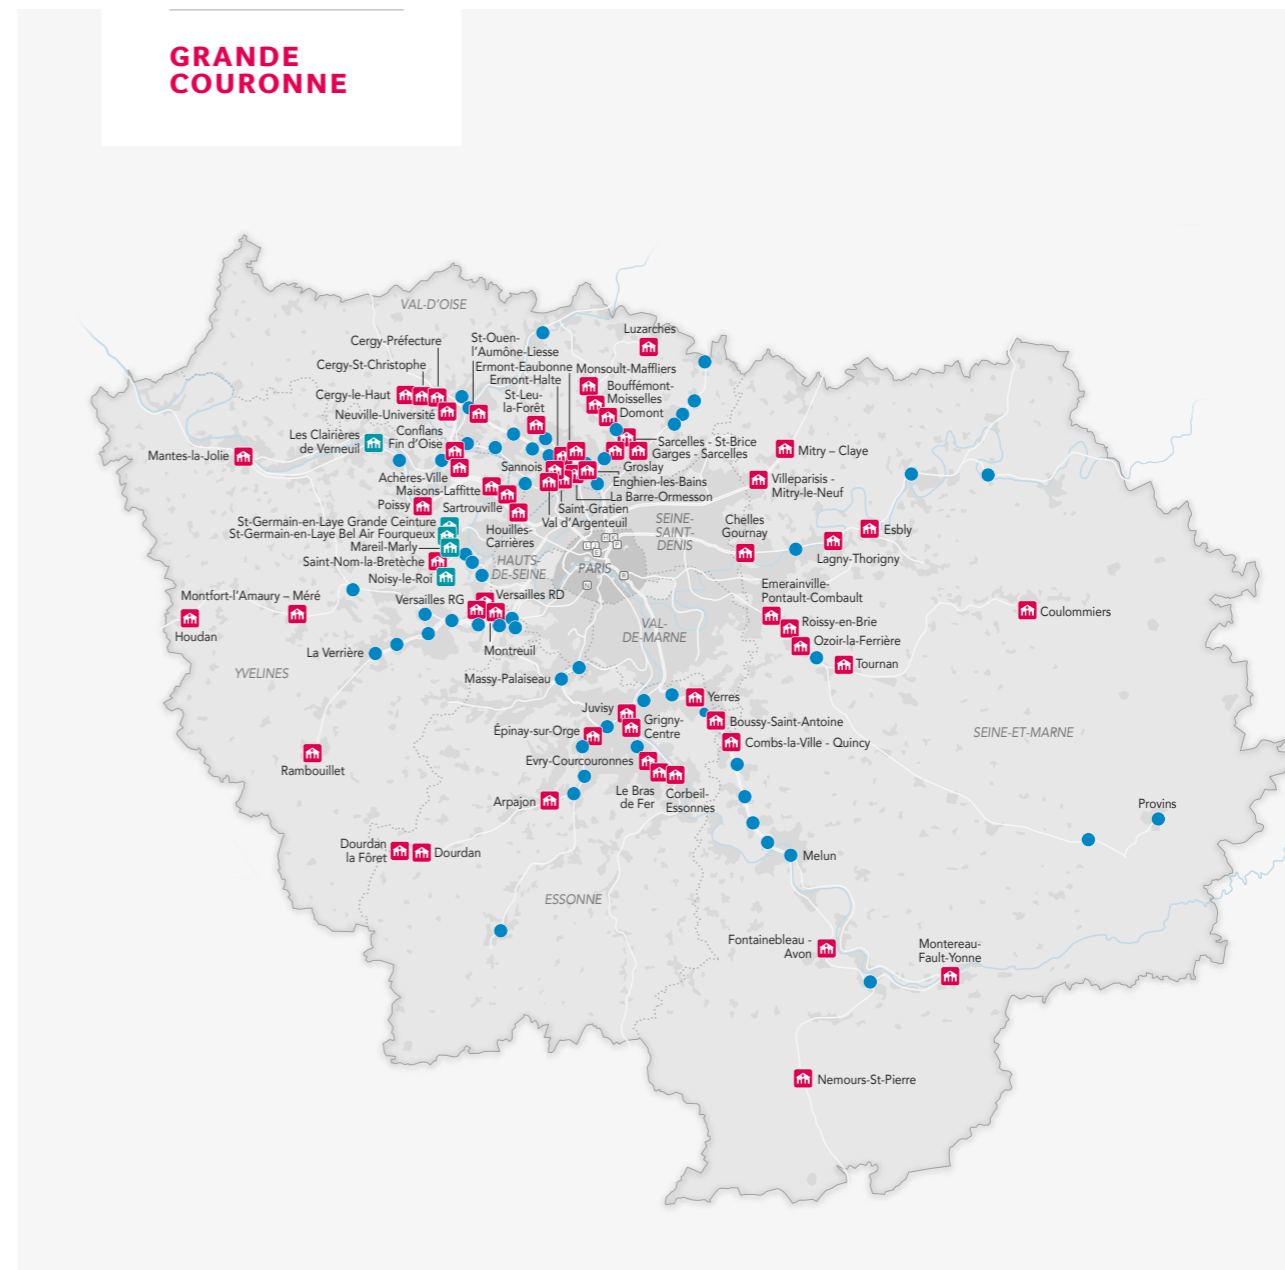 GRANDE
COURONNE
VAL-D'OISE
Luzarches
Cergy-Préfecture
St-Ouen-
l'Aumône-Liesse
Cergy-St-Christophe
Ermont-Eaubonne
Monsoult-Maffliers
Ermont-Halte
Bouffémont-
Moisselles
Cergy-le-Haut
St-Leu-
la-Forêt
Domont
Neuville-Université
Les Clairières
de Verneuil
Conflans
Fin d'Oise
Sarcelles - St-Brice
Garges - Sarcelles
Mitry – Claye
Mantes-la-Jolie
Sannois
Groslay
Achères-Ville
Enghien-les-Bains
Villeparisis -
Mitry-le-Neuf
Maisons-Laffitte
La Barre-Ormesson
Poissy
Sartrouville
Saint-Gratien
Val d'Argenteuil
St-Germain-en-Laye Grande Ceinture
St-Germain-en-Laye Bel Air Fourqueux
Houilles-
Carrières
SEINE-
SAINT-
DENIS
Chelles
Gournay
Esbly
Mareil-Marly
Lagny-Thorigny
Saint-Nom-la-Bretèche
HAUTS-
DE-SEINE
PARIS
Noisy-le-Roi
Emerainville-
Pontault-Combault
Montfort-l'Amaury – Méré
Versailles RG
Versailles RD
Coulommiers
Roissy-en-Brie
Houdan
VAL-
DE-MARNE
Ozoir-la-Ferrière
La Verrière
Montreuil
Tournan
YVELINES
Massy-Palaiseau
Yerres
Juvisy
Grigny-
Centre
Boussy-Saint-Antoine
Épinay-sur-Orge
SEINE-ET-MARNE
Combs-la-Ville - Quincy
Evry-Courcouronnes
Rambouillet
Le Bras
de Fer
Corbeil-
Essonnes
Arpajon
Provins
Dourdan
la Fôret
Dourdan
Melun
ESSONNE
Fontainebleau -
Avon
Montereau-
Fault-Yonne
Nemours-St-Pierre